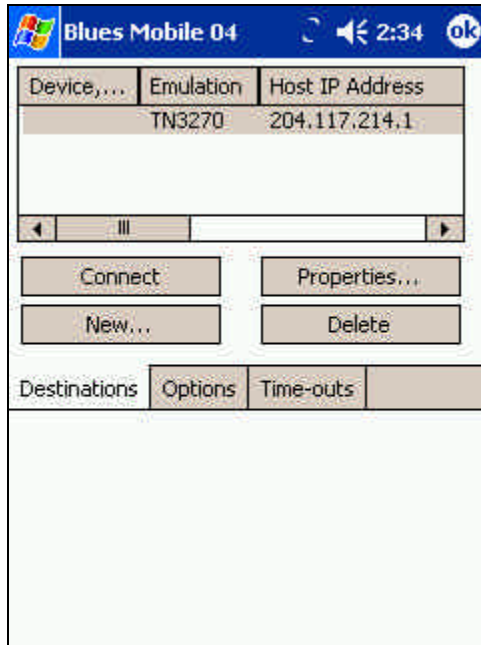 Blues Mobile 04 2:34 ok
Device,... Emulation Host IP Address
TN3270 204.117.214.1
Connect Properties...
New... Delete
Destinations Options Time-outs